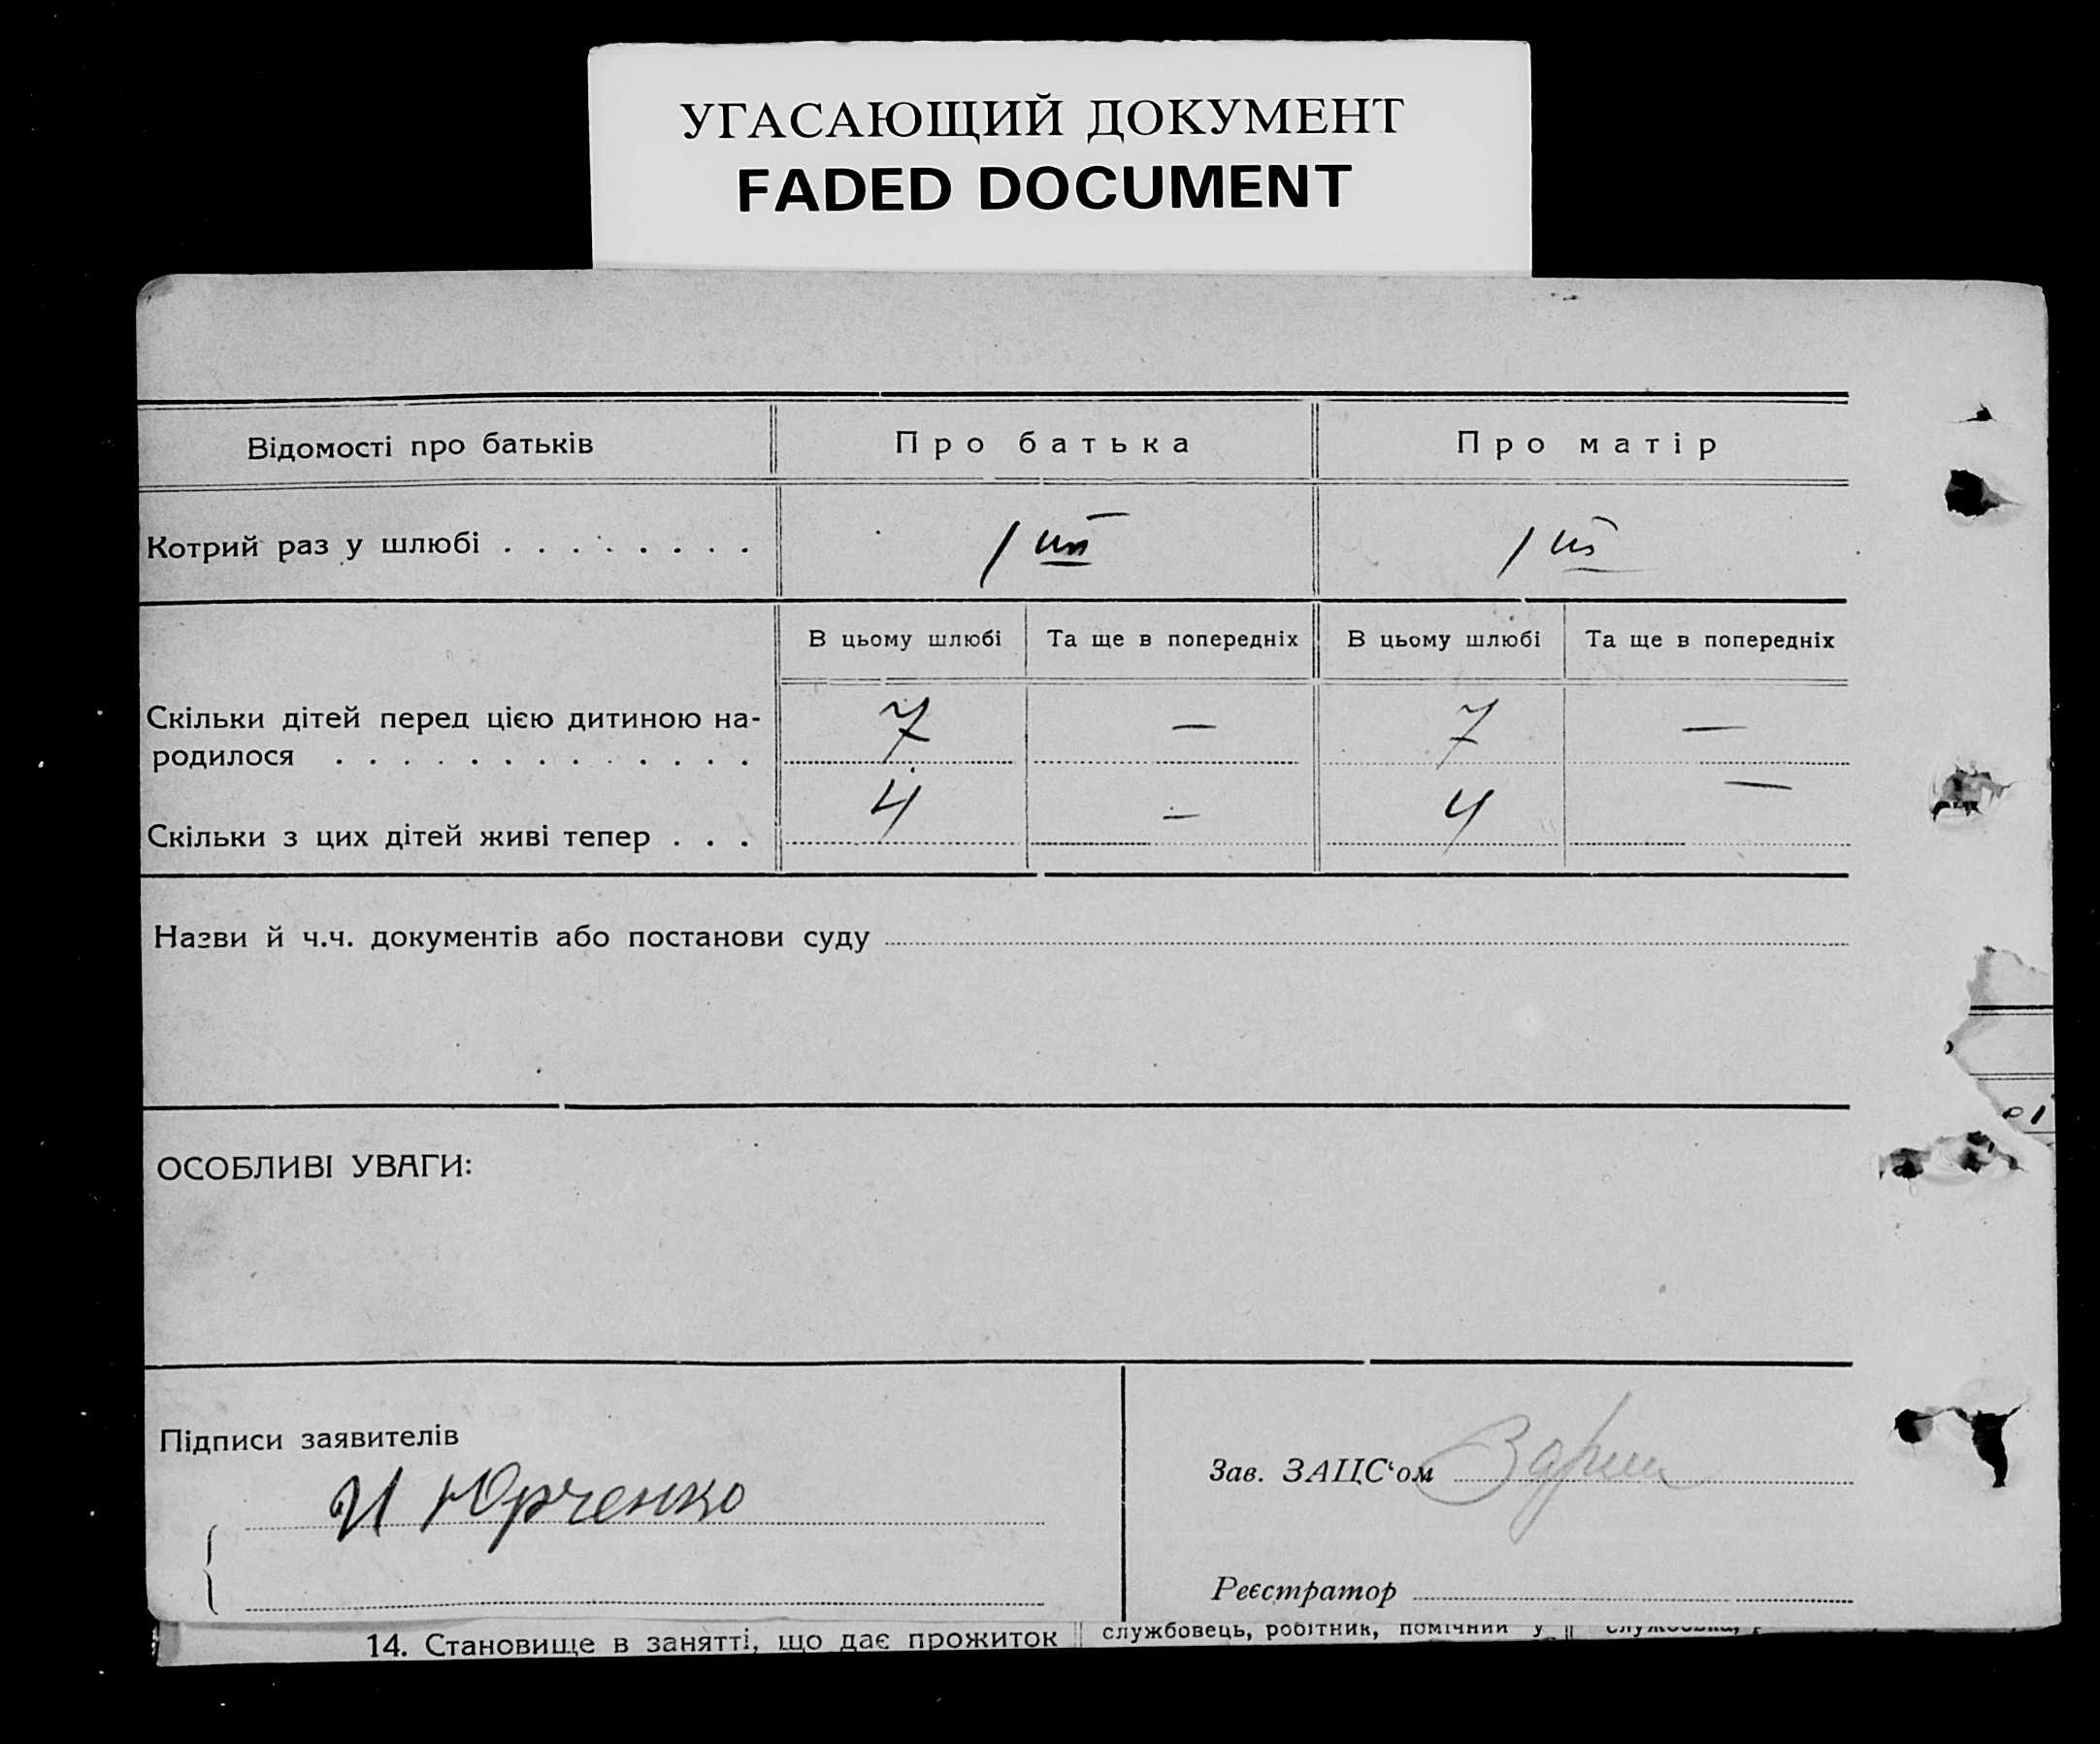 УГАСАЮЩИЙ ДОКУМЕНТ
FADED DOCUMENT
Відомості про батьків Про батька Про матір
Котрий раз у шлюбі . . . . . . . . 1 1
В цьому шлюбі Та ще в попередніх В цьому шлюбі Та ще в попередніх
Скільки дітей перед цією дитиною на-
родилося . . . . . . . . . . . . . . 7 — 7 —
Скільки з цих дітей живі тепер . . . 4 — 4 —
Назви й ч.ч. документів або постанови суду
ОСОБЛИВІ УВАГИ:
Підписи заявителів
И Юрченко
Зав. ЗАЦС‘ом
Реєстратор
14. Становище в занятті, що дає прожиток службовець, робітник, помічний у